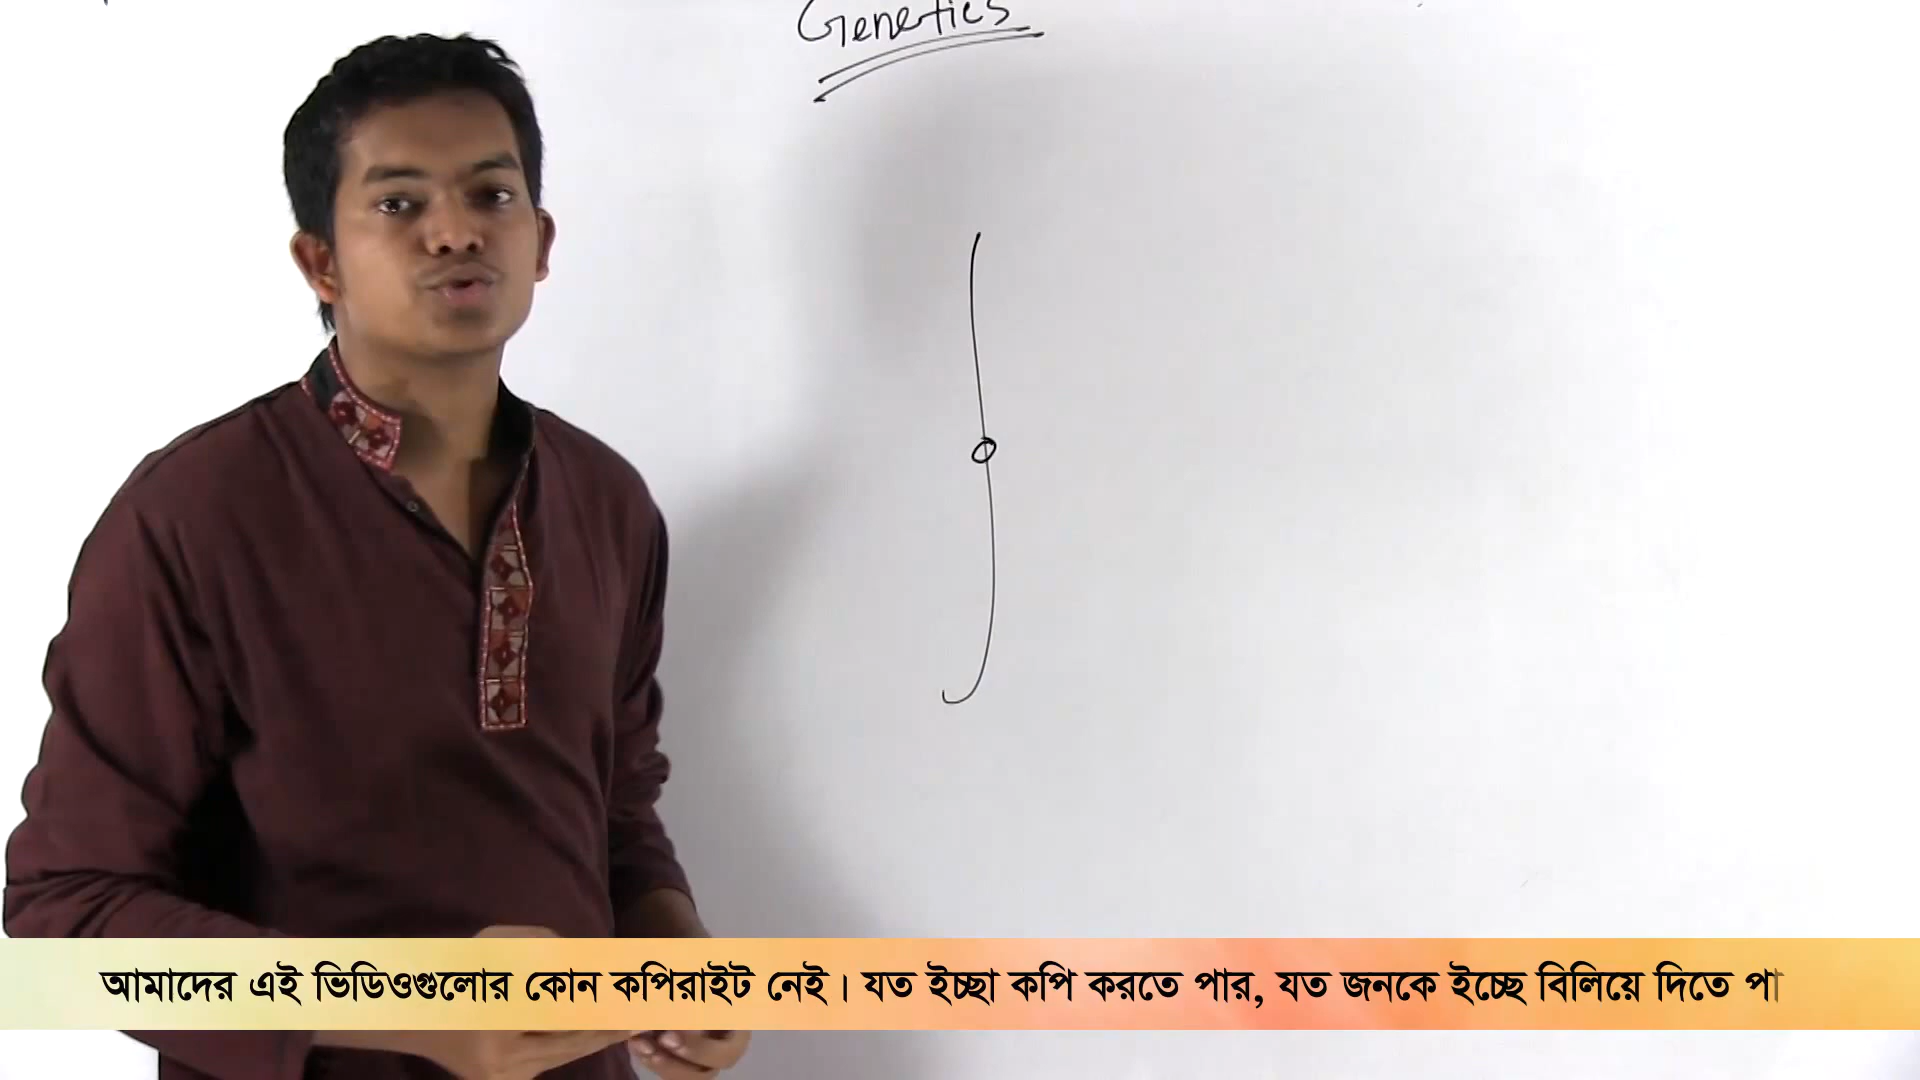 Genetics
আমাদের এই ভিডিওগুলোর কোন কপিরাইট নেই। যত ইচ্ছা কপি করতে পার, যত জনকে ইচ্ছে বিলিয়ে দিতে পা